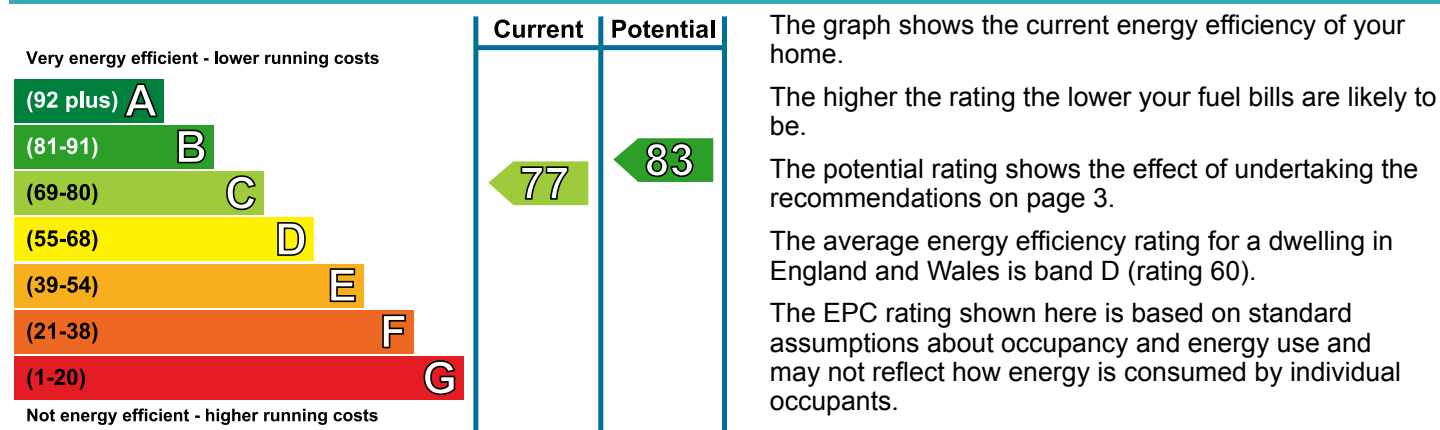 Current Potential
Very energy efficient - lower running costs
(92 plus) A
(81-91) B
(69-80) C
(55-68) D
(39-54) E
(21-38) F
(1-20) G
Not energy efficient - higher running costs
77
83
The graph shows the current energy efficiency of your
home.
The higher the rating the lower your fuel bills are likely to
be.
The potential rating shows the effect of undertaking the
recommendations on page 3.
The average energy efficiency rating for a dwelling in
England and Wales is band D (rating 60).
The EPC rating shown here is based on standard
assumptions about occupancy and energy use and
may not reflect how energy is consumed by individual
occupants.